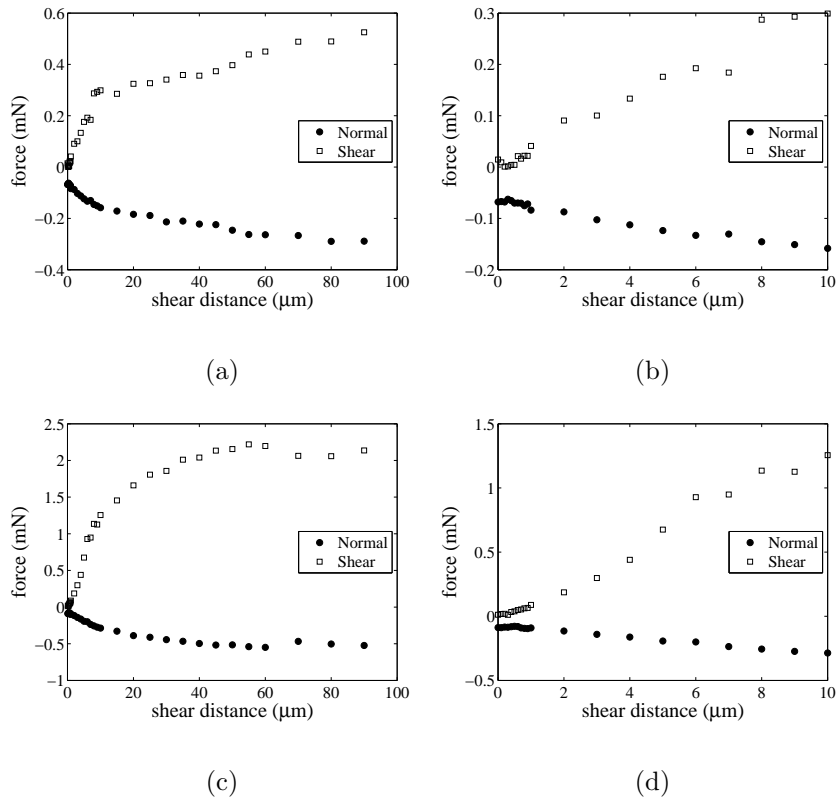 0.6
0.4
0.2
0
−0.2
−0.4
force (mN)
Normal
Shear
0 20 40 60 80 100
shear distance (μm)
(a)
0.3
0.2
0.1
0
−0.1
−0.2
force (mN)
Normal
Shear
0 2 4 6 8 10
shear distance (μm)
(b)
2.5
2
1.5
1
0.5
0
−0.5
−1
force (mN)
Normal
Shear
0 20 40 60 80 100
shear distance (μm)
(c)
1.5
1
0.5
0
−0.5
force (mN)
Normal
Shear
0 2 4 6 8 10
shear distance (μm)
(d)